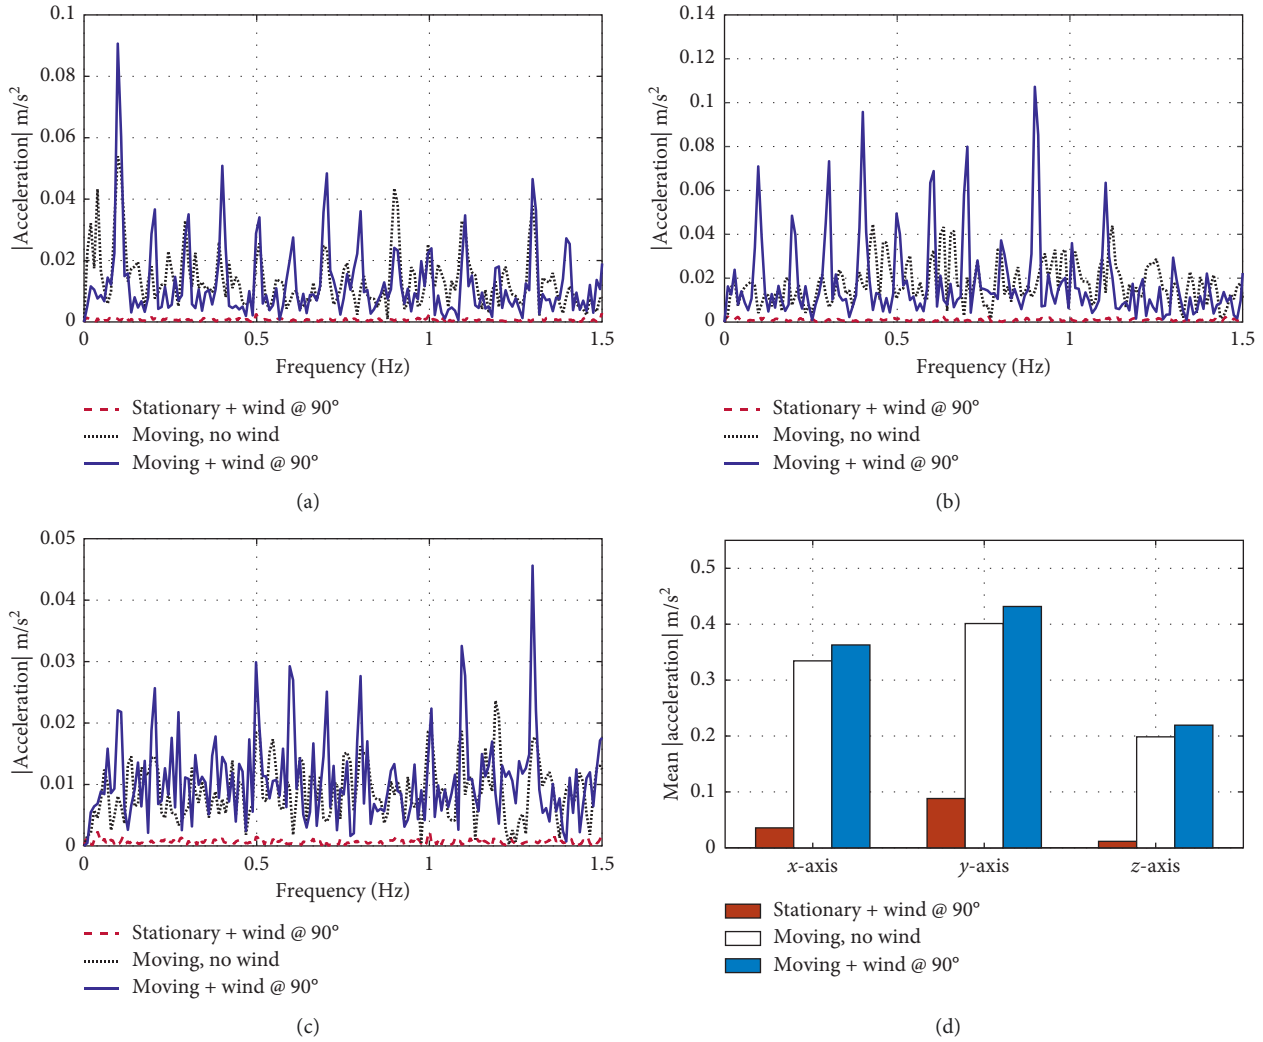 0.1
0.08
0.06
0.04
0.02
0
|Acceleration| m/s²
0 0.5 1 1.5
Frequency (Hz)
Stationary + wind @ 90°
Moving, no wind
Moving + wind @ 90°
(a)
0.14
0.12
0.1
0.08
0.06
0.04
0.02
0
|Acceleration| m/s²
0 0.5 1 1.5
Frequency (Hz)
Stationary + wind @ 90°
Moving, no wind
Moving + wind @ 90°
(b)
0.05
0.04
0.03
0.02
0.01
0
|Acceleration| m/s²
0 0.5 1 1.5
Frequency (Hz)
Stationary + wind @ 90°
Moving, no wind
Moving + wind @ 90°
(c)
0.5
0.4
0.3
0.2
0.1
0
Mean |acceleration| m/s²
x-axis y-axis z-axis
Stationary + wind @ 90°
Moving, no wind
Moving + wind @ 90°
(d)